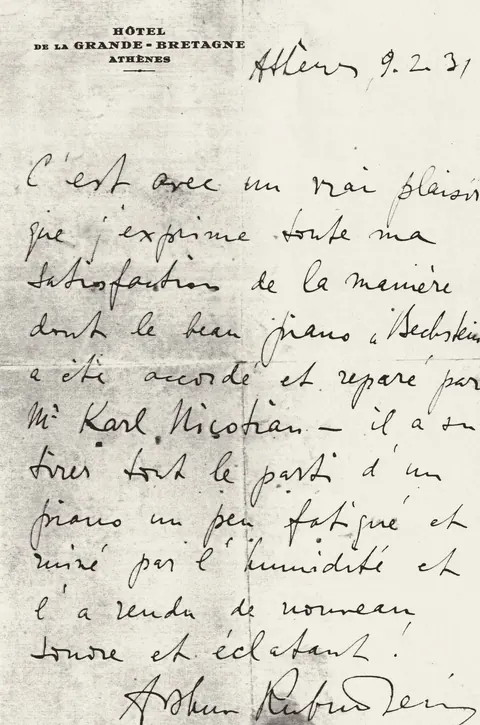 HÔTEL
DE LA GRANDE-BRETAGNE
ATHÈNES
Athènes, 9.2.31
C'est avec un vrai plaisir
que j'exprime toute ma
satisfaction de la manière
dont le beau piano "Bechstein
a été accordé et reparé par
Mr Karl Nicotian — il a su
tirer tout le parti d'un
piano un peu fatigué et
miné par l'humidité et
l'a rendu de nouveau
sonore et éclatant!
Arthur Rubinstein